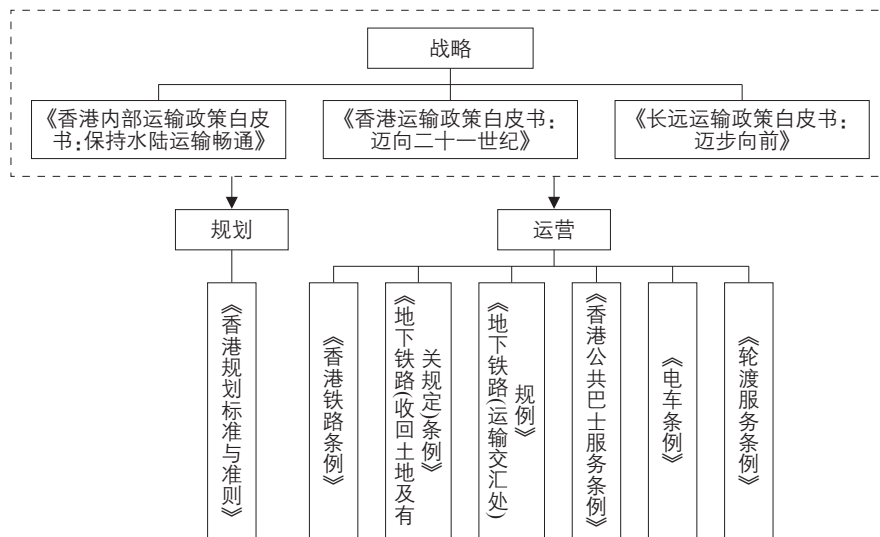 战略
《香港内部运输政策白皮
书:保持水陆运输畅通》
《香港运输政策白皮书:
迈向二十一世纪》
《长远运输政策白皮书:
迈步向前》
规划
运营
《香港规划标准与准则》
《香港铁路条例》
《地下铁路(收回土地及有
关规定)条例》
《地下铁路(运输交汇处)
规例》
《香港公共巴士服务条例》
《电车条例》
《轮渡服务条例》